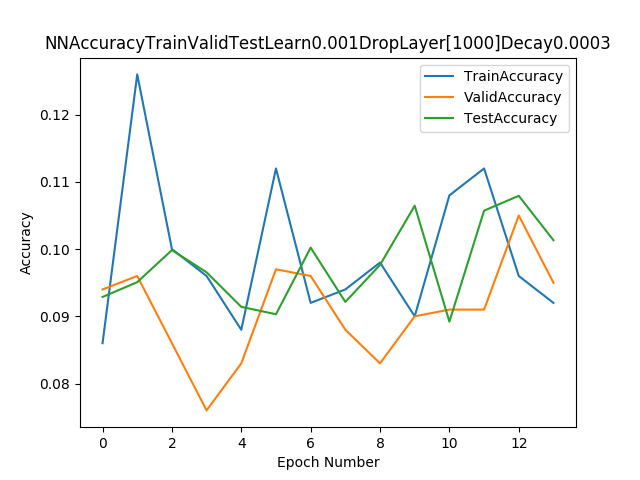 NNAccuracyTrainValidTestLearn0.001DropLayer[1000]Decay0.0003
TrainAccuracy
ValidAccuracy
TestAccuracy
0.12
0.11
0.10
0.09
0.08
Accuracy
0 2 4 6 8 10 12
Epoch Number